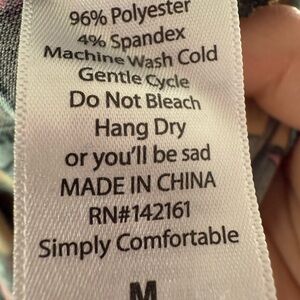 96% Polyester
4% Spandex
Machine Wash Cold
Gentle Cycle
Do Not Bleach
Hang Dry
or you'll be sad
MADE IN CHINA
RN#142161
Simply Comfortable
M